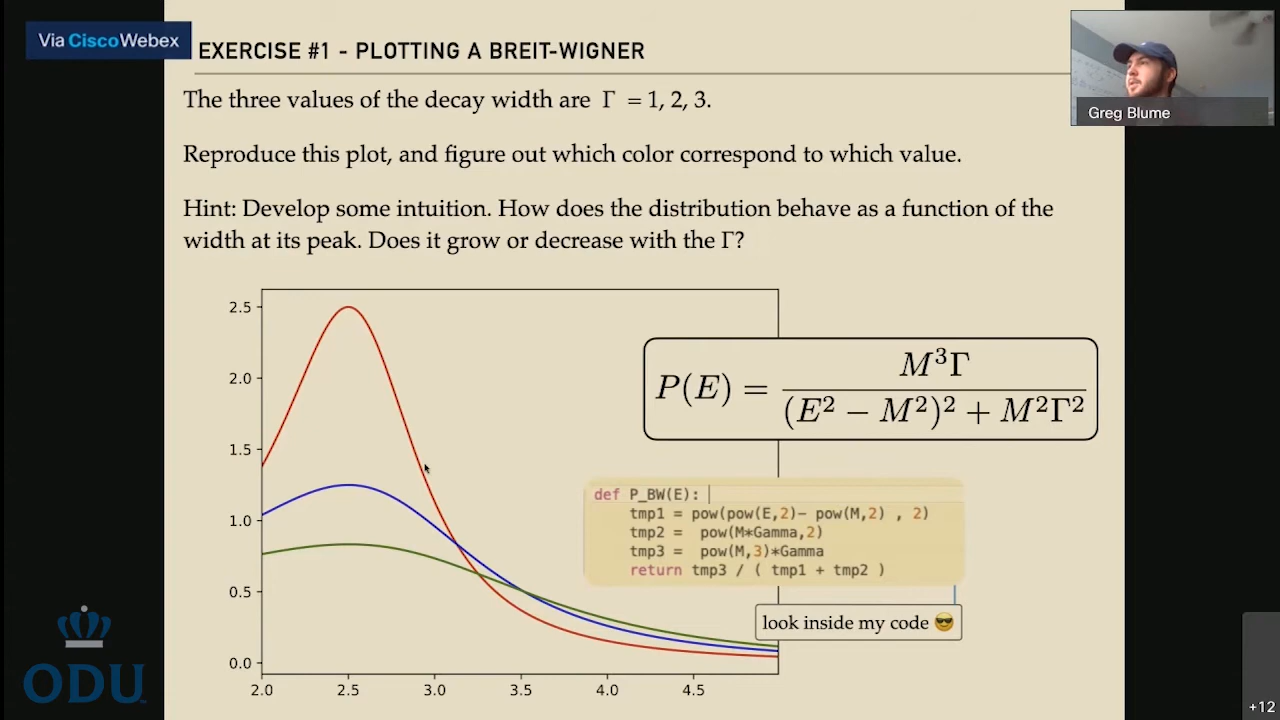 Via Cisco Webex
EXERCISE #1 - PLOTTING A BREIT-WIGNER
Greg Blume
The three values of the decay width are Γ = 1, 2, 3.
Reproduce this plot, and figure out which color correspond to which value.
Hint: Develop some intuition. How does the distribution behave as a function of the
width at its peak. Does it grow or decrease with the Γ?
2.5
2.0
1.5
1.0
0.5
0.0
2.0 2.5 3.0 3.5 4.0 4.5
P(E) = M³Γ / (E² − M²)² + M²Γ²
def P_BW(E):
tmp1 = pow(pow(E,2)- pow(M,2) , 2)
tmp2 = pow(M*Gamma,2)
tmp3 = pow(M,3)*Gamma
return tmp3 / ( tmp1 + tmp2 )
look inside my code 😎
ODU
+12